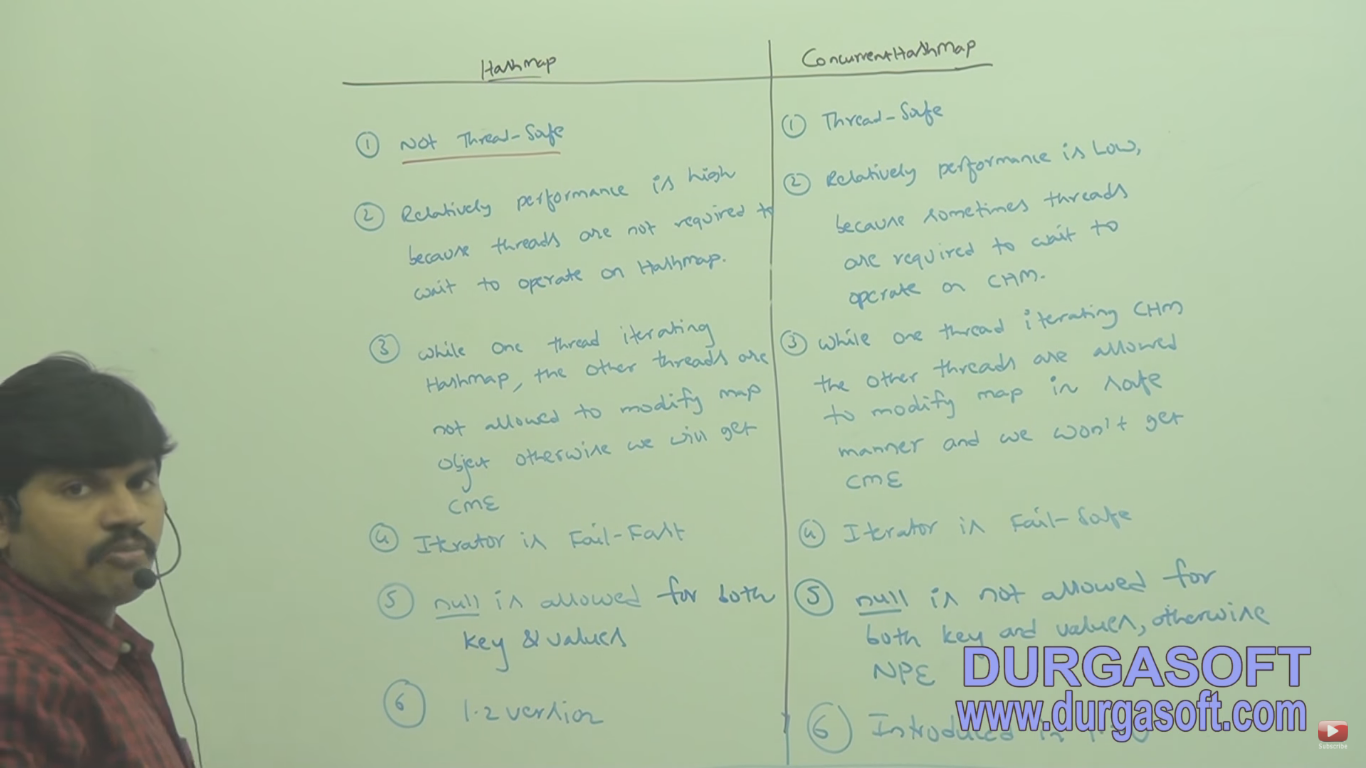 Hashmap
① Not Thread-Safe
② Relatively performance is high
because threads are not required to
wait to operate on Hashmap.
③ While one thread iterating
Hashmap, the other threads are
not allowed to modify map
object otherwise we will get
CME
④ Iterator is Fail-Fast
⑤ null is allowed for both
key & values
⑥ 1.2 version
ConcurrentHashMap
① Thread-Safe
② Relatively performance is Low,
because sometimes threads
are required to wait to
operate on CHM.
③ While one thread iterating CHM
the other threads are allowed
to modify map in safe
manner and we won't get
CME
④ Iterator is Fail-Safe
⑤ null is not allowed for
both key and values, otherwise
NPE
⑥ Introduced in
DURGASOFT
www.durgasoft.com
Subscribe